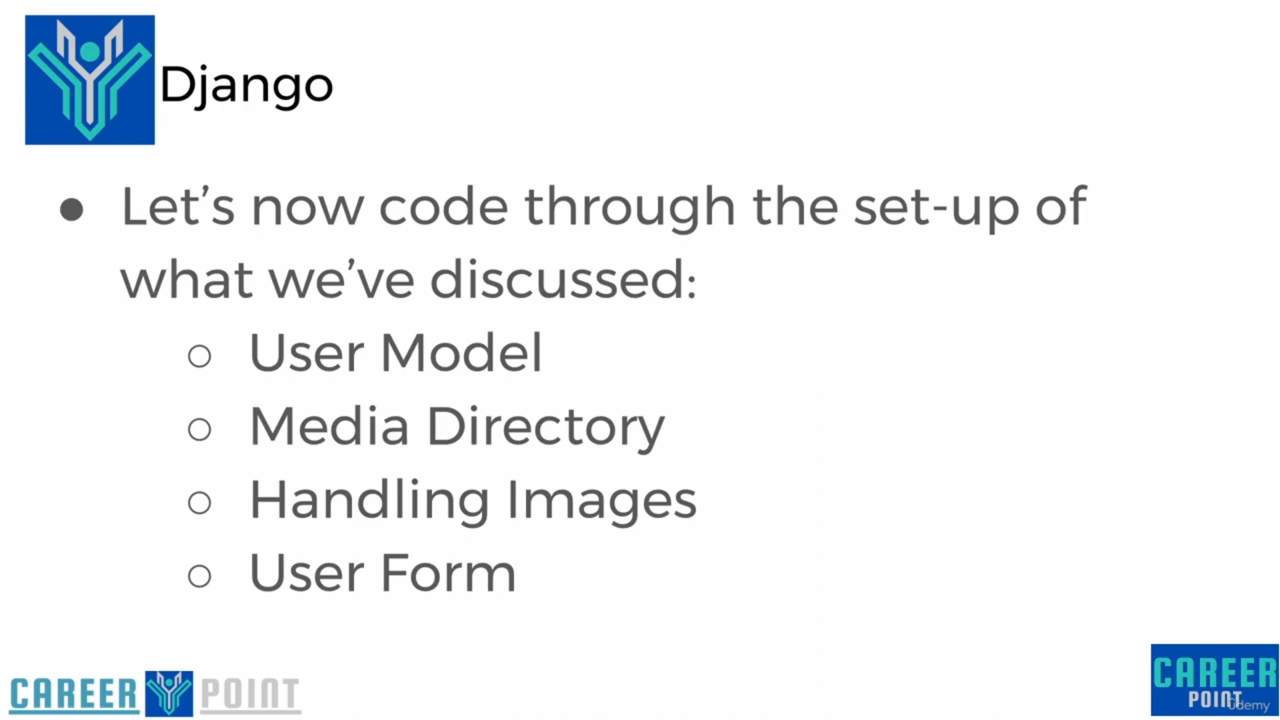 Django
● Let's now code through the set-up of
what we've discussed:
○ User Model
○ Media Directory
○ Handling Images
○ User Form
CAREER POINT
CAREER
POINT
Udemy